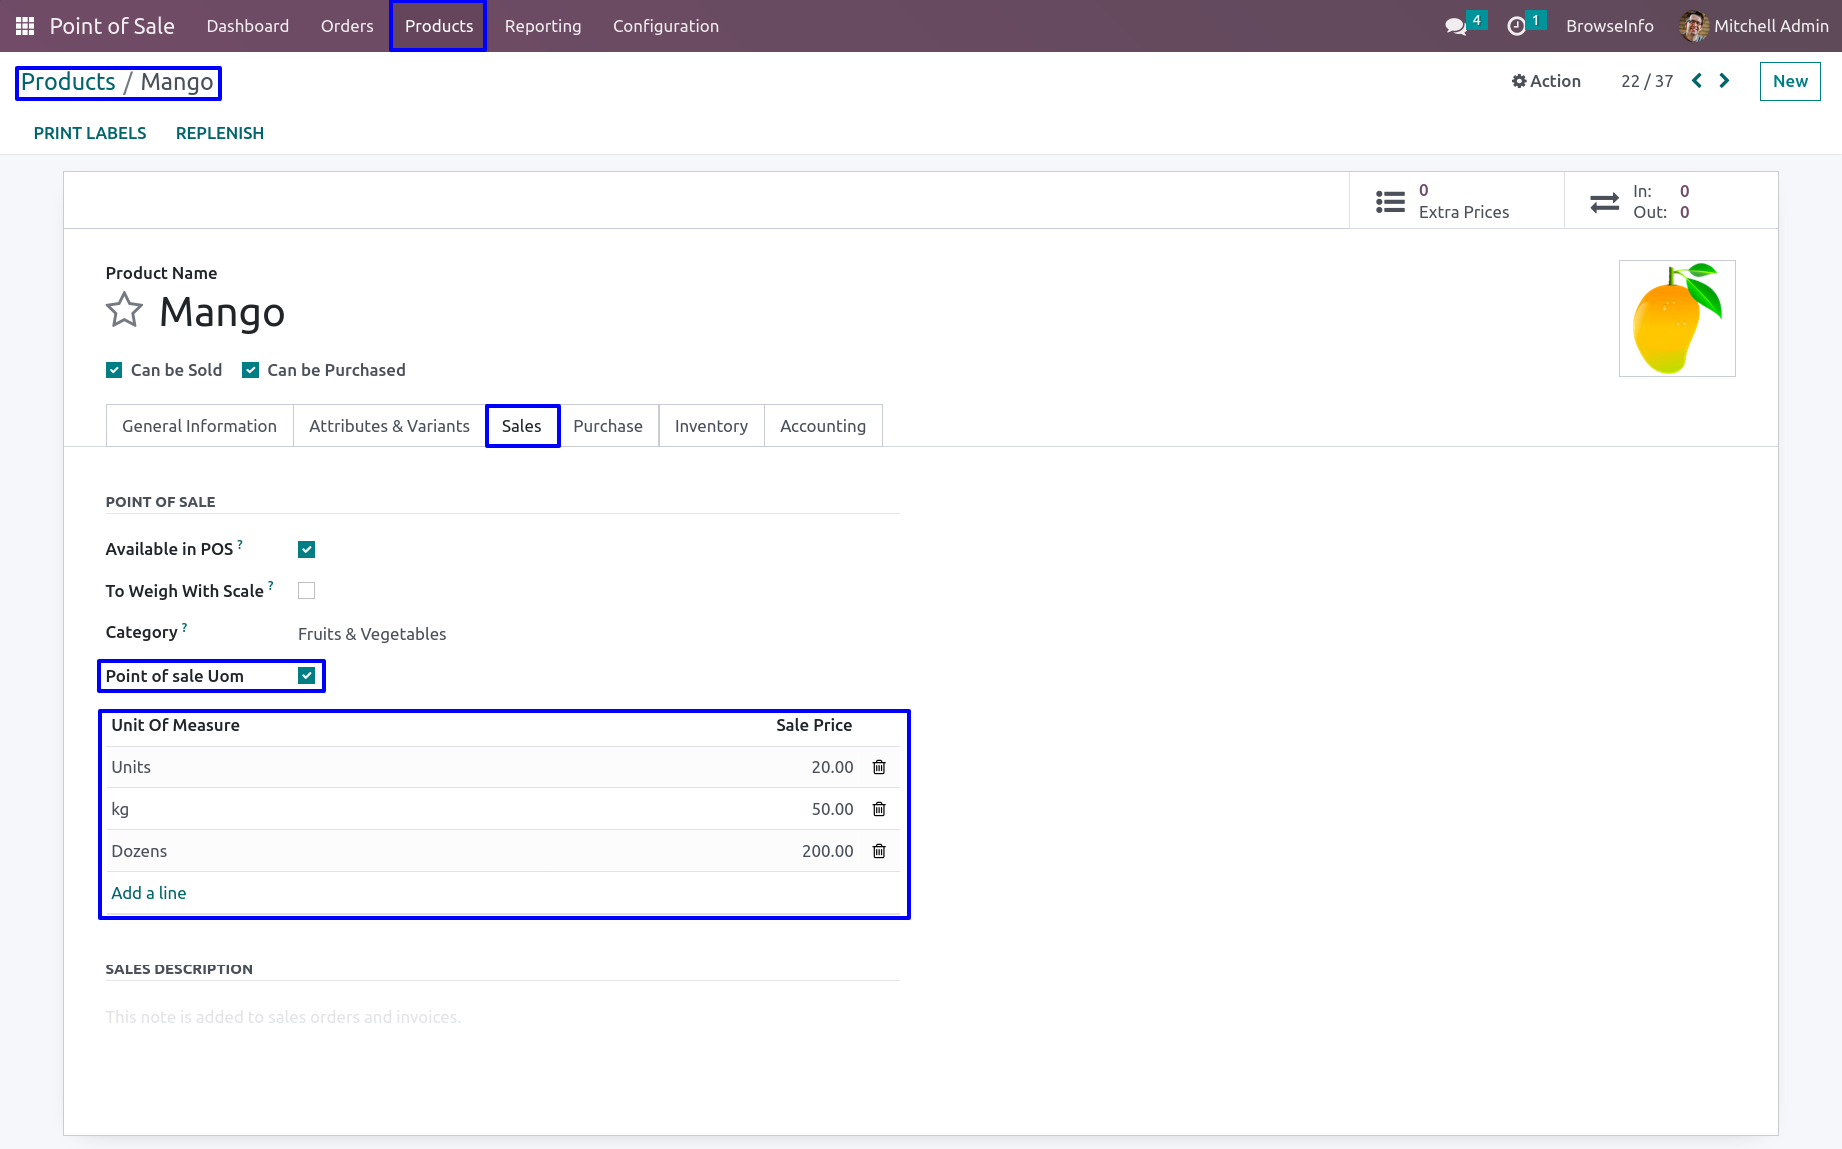 Point of Sale Dashboard Orders Products Reporting Configuration 4 1 BrowseInfo Mitchell Admin
Products / Mango Action 22 / 37 New
PRINT LABELS REPLENISH
0 Extra Prices
In: 0
Out: 0
Product Name
Mango
Can be Sold Can be Purchased
General Information Attributes & Variants Sales Purchase Inventory Accounting
POINT OF SALE
Available in POS ?
To Weigh With Scale ?
Category ? Fruits & Vegetables
Point of sale Uom
Unit Of Measure Sale Price
Units 20.00
kg 50.00
Dozens 200.00
Add a line
SALES DESCRIPTION
This note is added to sales orders and invoices.